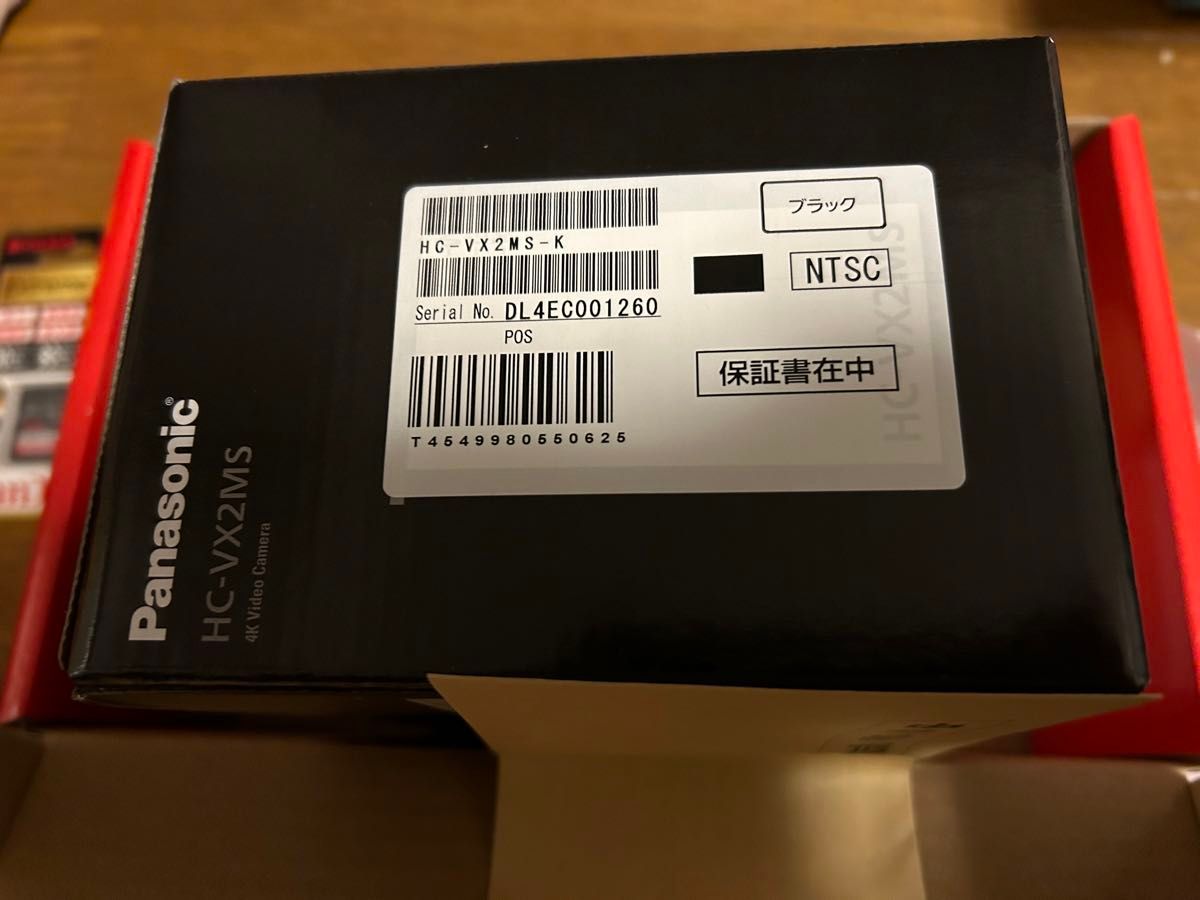 HC-VX2MS-K
ブラック
Serial No. DL4EC001260
NTSC
POS
保証書在中
T4549980550625
HC-VX2MS
Panasonic®
HC-VX2MS
4K Video Camera